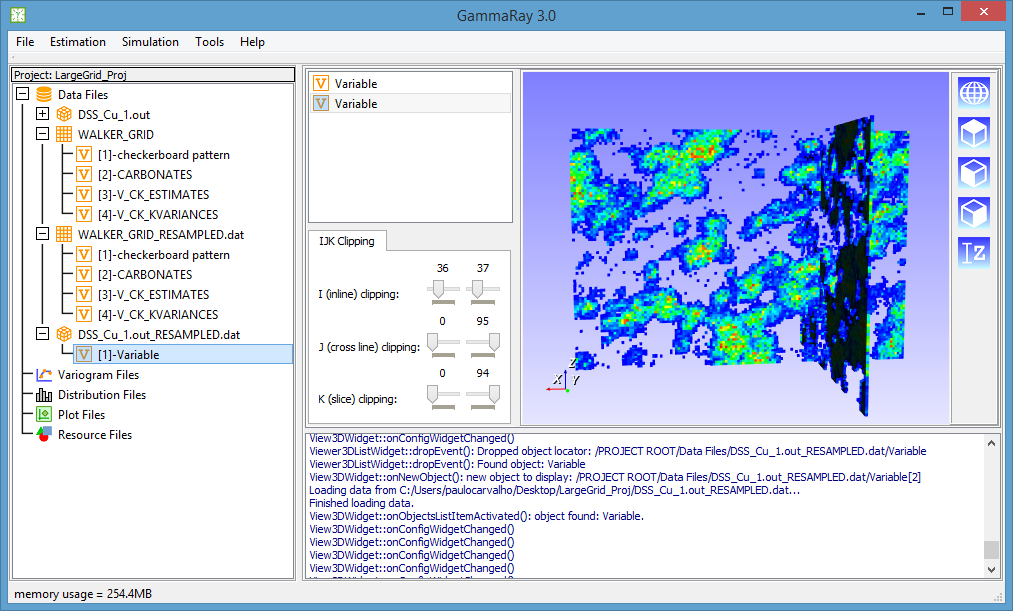 GammaRay 3.0
File Estimation Simulation Tools Help
Project: LargeGrid_Proj
Data Files
DSS_Cu_1.out
WALKER_GRID
[1]-checkerboard pattern
[2]-CARBONATES
[3]-V_CK_ESTIMATES
[4]-V_CK_KVARIANCES
WALKER_GRID_RESAMPLED.dat
[1]-checkerboard pattern
[2]-CARBONATES
[3]-V_CK_ESTIMATES
[4]-V_CK_KVARIANCES
DSS_Cu_1.out_RESAMPLED.dat
[1]-Variable
Variogram Files
Distribution Files
Plot Files
Resource Files
V Variable
V Variable
IJK Clipping
36 37
I (inline) clipping:
0 95
J (cross line) clipping:
0 94
K (slice) clipping:
Z
X Y
IZ
View3DWidget::onConfigWidgetChanged()
Viewer3DListWidget::dropEvent(): Dropped object locator: /PROJECT ROOT/Data Files/DSS_Cu_1.out_RESAMPLED.dat/Variable
Viewer3DListWidget::dropEvent(): Found object: Variable
View3DWidget::onNewObject(): new object to display: /PROJECT ROOT/Data Files/DSS_Cu_1.out_RESAMPLED.dat/Variable[2]
Loading data from C:/Users/paulocarvalho/Desktop/LargeGrid_Proj/DSS_Cu_1.out_RESAMPLED.dat...
Finished loading data.
View3DWidget::onObjectsListItemActivated(): object found: Variable.
View3DWidget::onConfigWidgetChanged()
View3DWidget::onConfigWidgetChanged()
View3DWidget::onConfigWidgetChanged()
View3DWidget::onConfigWidgetChanged()
memory usage = 254.4MB